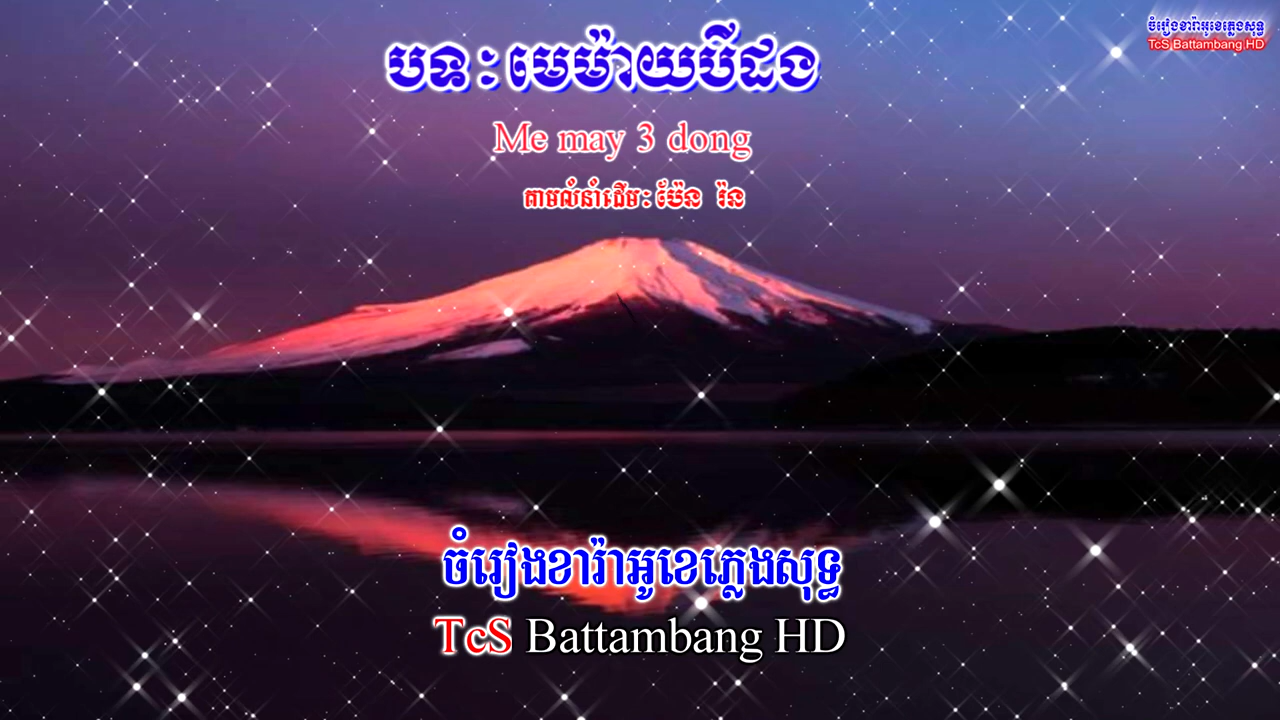 ចំរៀងខារ៉ាអូខេភ្លេងសុទ្ធ
TcS Battambang HD
បទៈមេម៉ាយបីដង
Me may 3 dong
តាមសំនាំដើមៈប៉ែន រ៉ន
ចំរៀងខារ៉ាអូខេភ្លេងសុទ្ធ
TcS Battambang HD